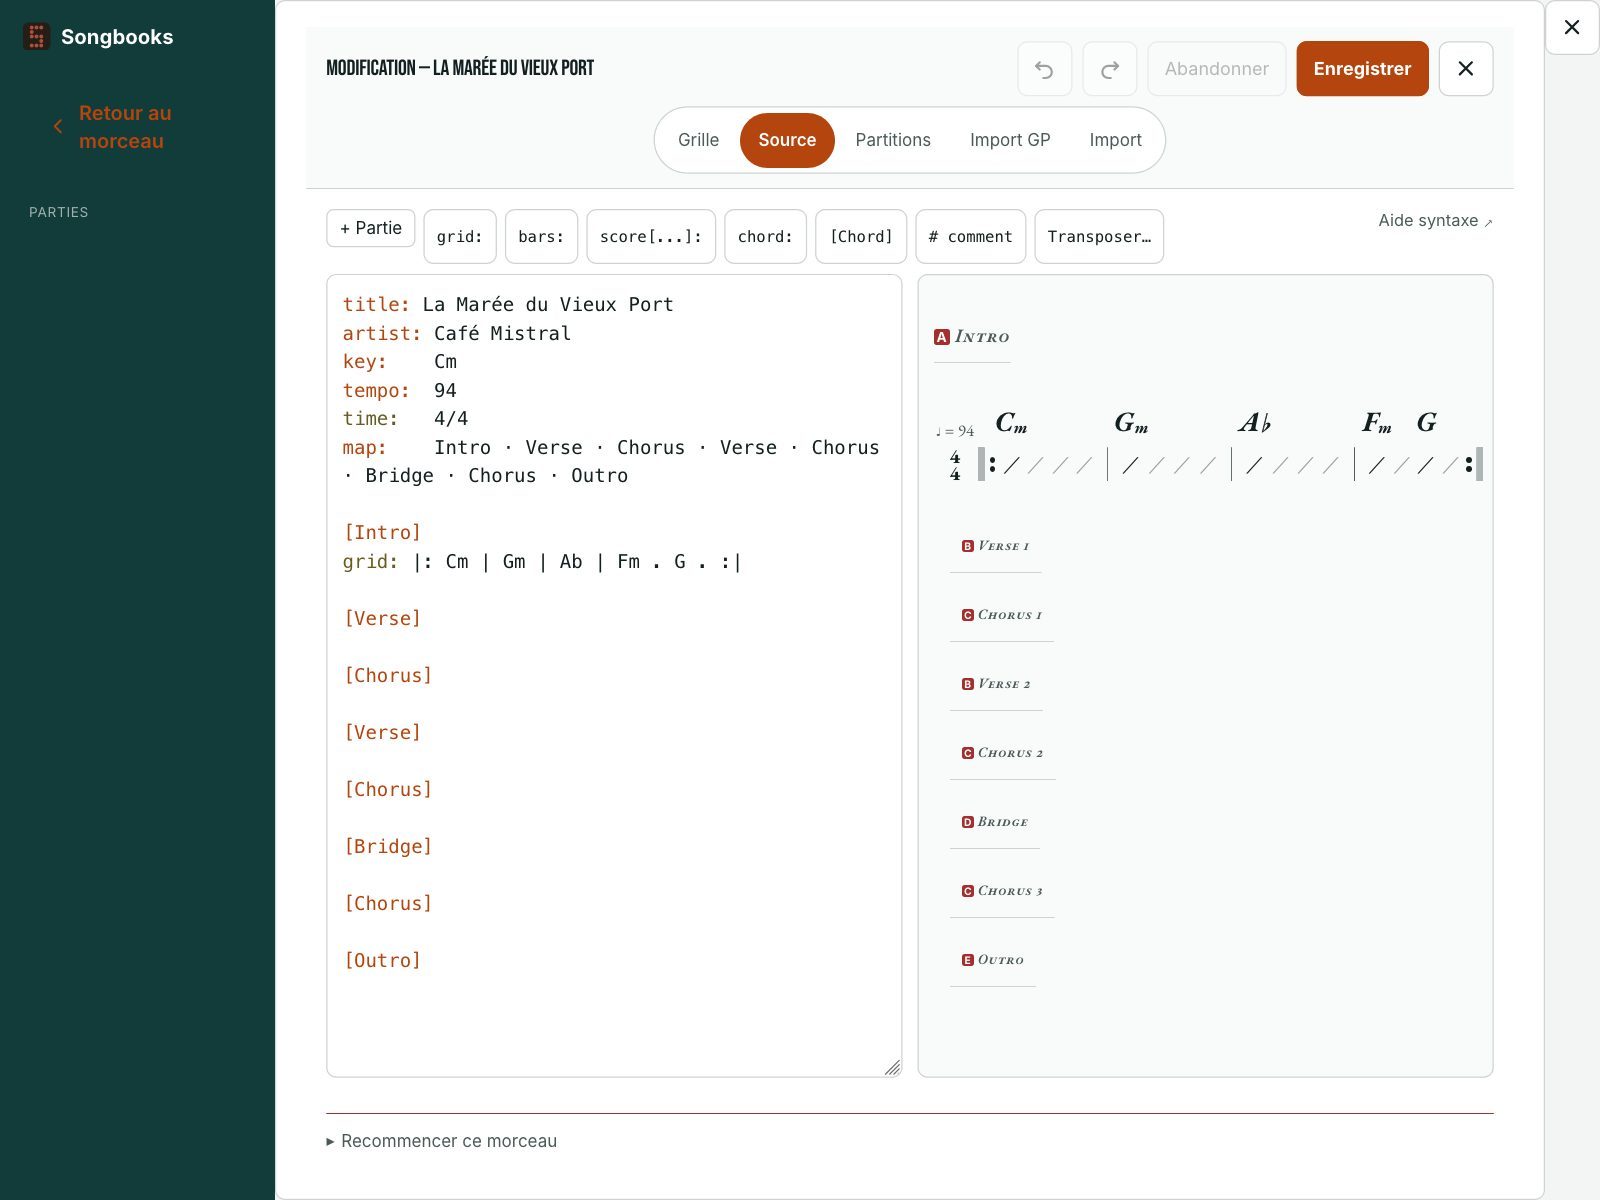 Songbooks
Retour au
morceau
PARTIES
MODIFICATION – LA MARÉE DU VIEUX PORT
Abandonner
Enregistrer
Grille
Source
Partitions
Import GP
Import
+ Partie
grid:
bars:
score[...]:
chord:
[Chord]
# comment
Transposer…
Aide syntaxe ↗
title: La Marée du Vieux Port
artist: Café Mistral
key: Cm
tempo: 94
time: 4/4
map: Intro · Verse · Chorus · Verse · Chorus
· Bridge · Chorus · Outro
[Intro]
grid: |: Cm | Gm | Ab | Fm . G . :|
[Verse]
[Chorus]
[Verse]
[Chorus]
[Bridge]
[Chorus]
[Outro]
A Intro
♩ = 94 Cm Gm A♭ Fm G
4
4
B Verse 1
C Chorus 1
B Verse 2
C Chorus 2
D Bridge
C Chorus 3
E Outro
▸ Recommencer ce morceau